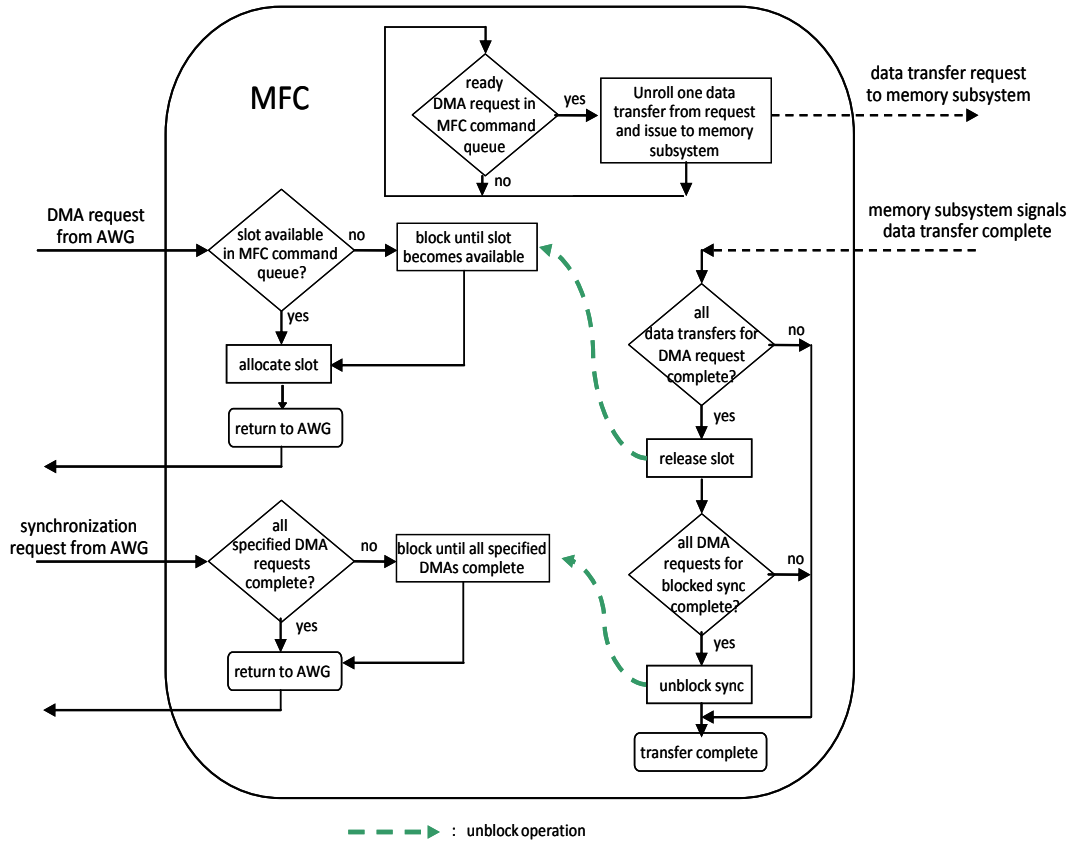 MFC
ready
DMA request in
MFC command
queue
yes
no
Unroll one data
transfer from request
and issue to memory
subsystem
data transfer request
to memory subsystem
DMA request
from AWG
slot available
in MFC command
queue?
no
block until slot
becomes available
yes
allocate slot
return to AWG
memory subsystem signals
data transfer complete
all
data transfers for
DMA request
complete?
no
yes
release slot
synchronization
request from AWG
all
specified DMA
requests
complete?
no
block until all specified
DMAs complete
yes
return to AWG
all DMA
requests for
blocked sync
complete?
no
yes
unblock sync
transfer complete
: unblock operation